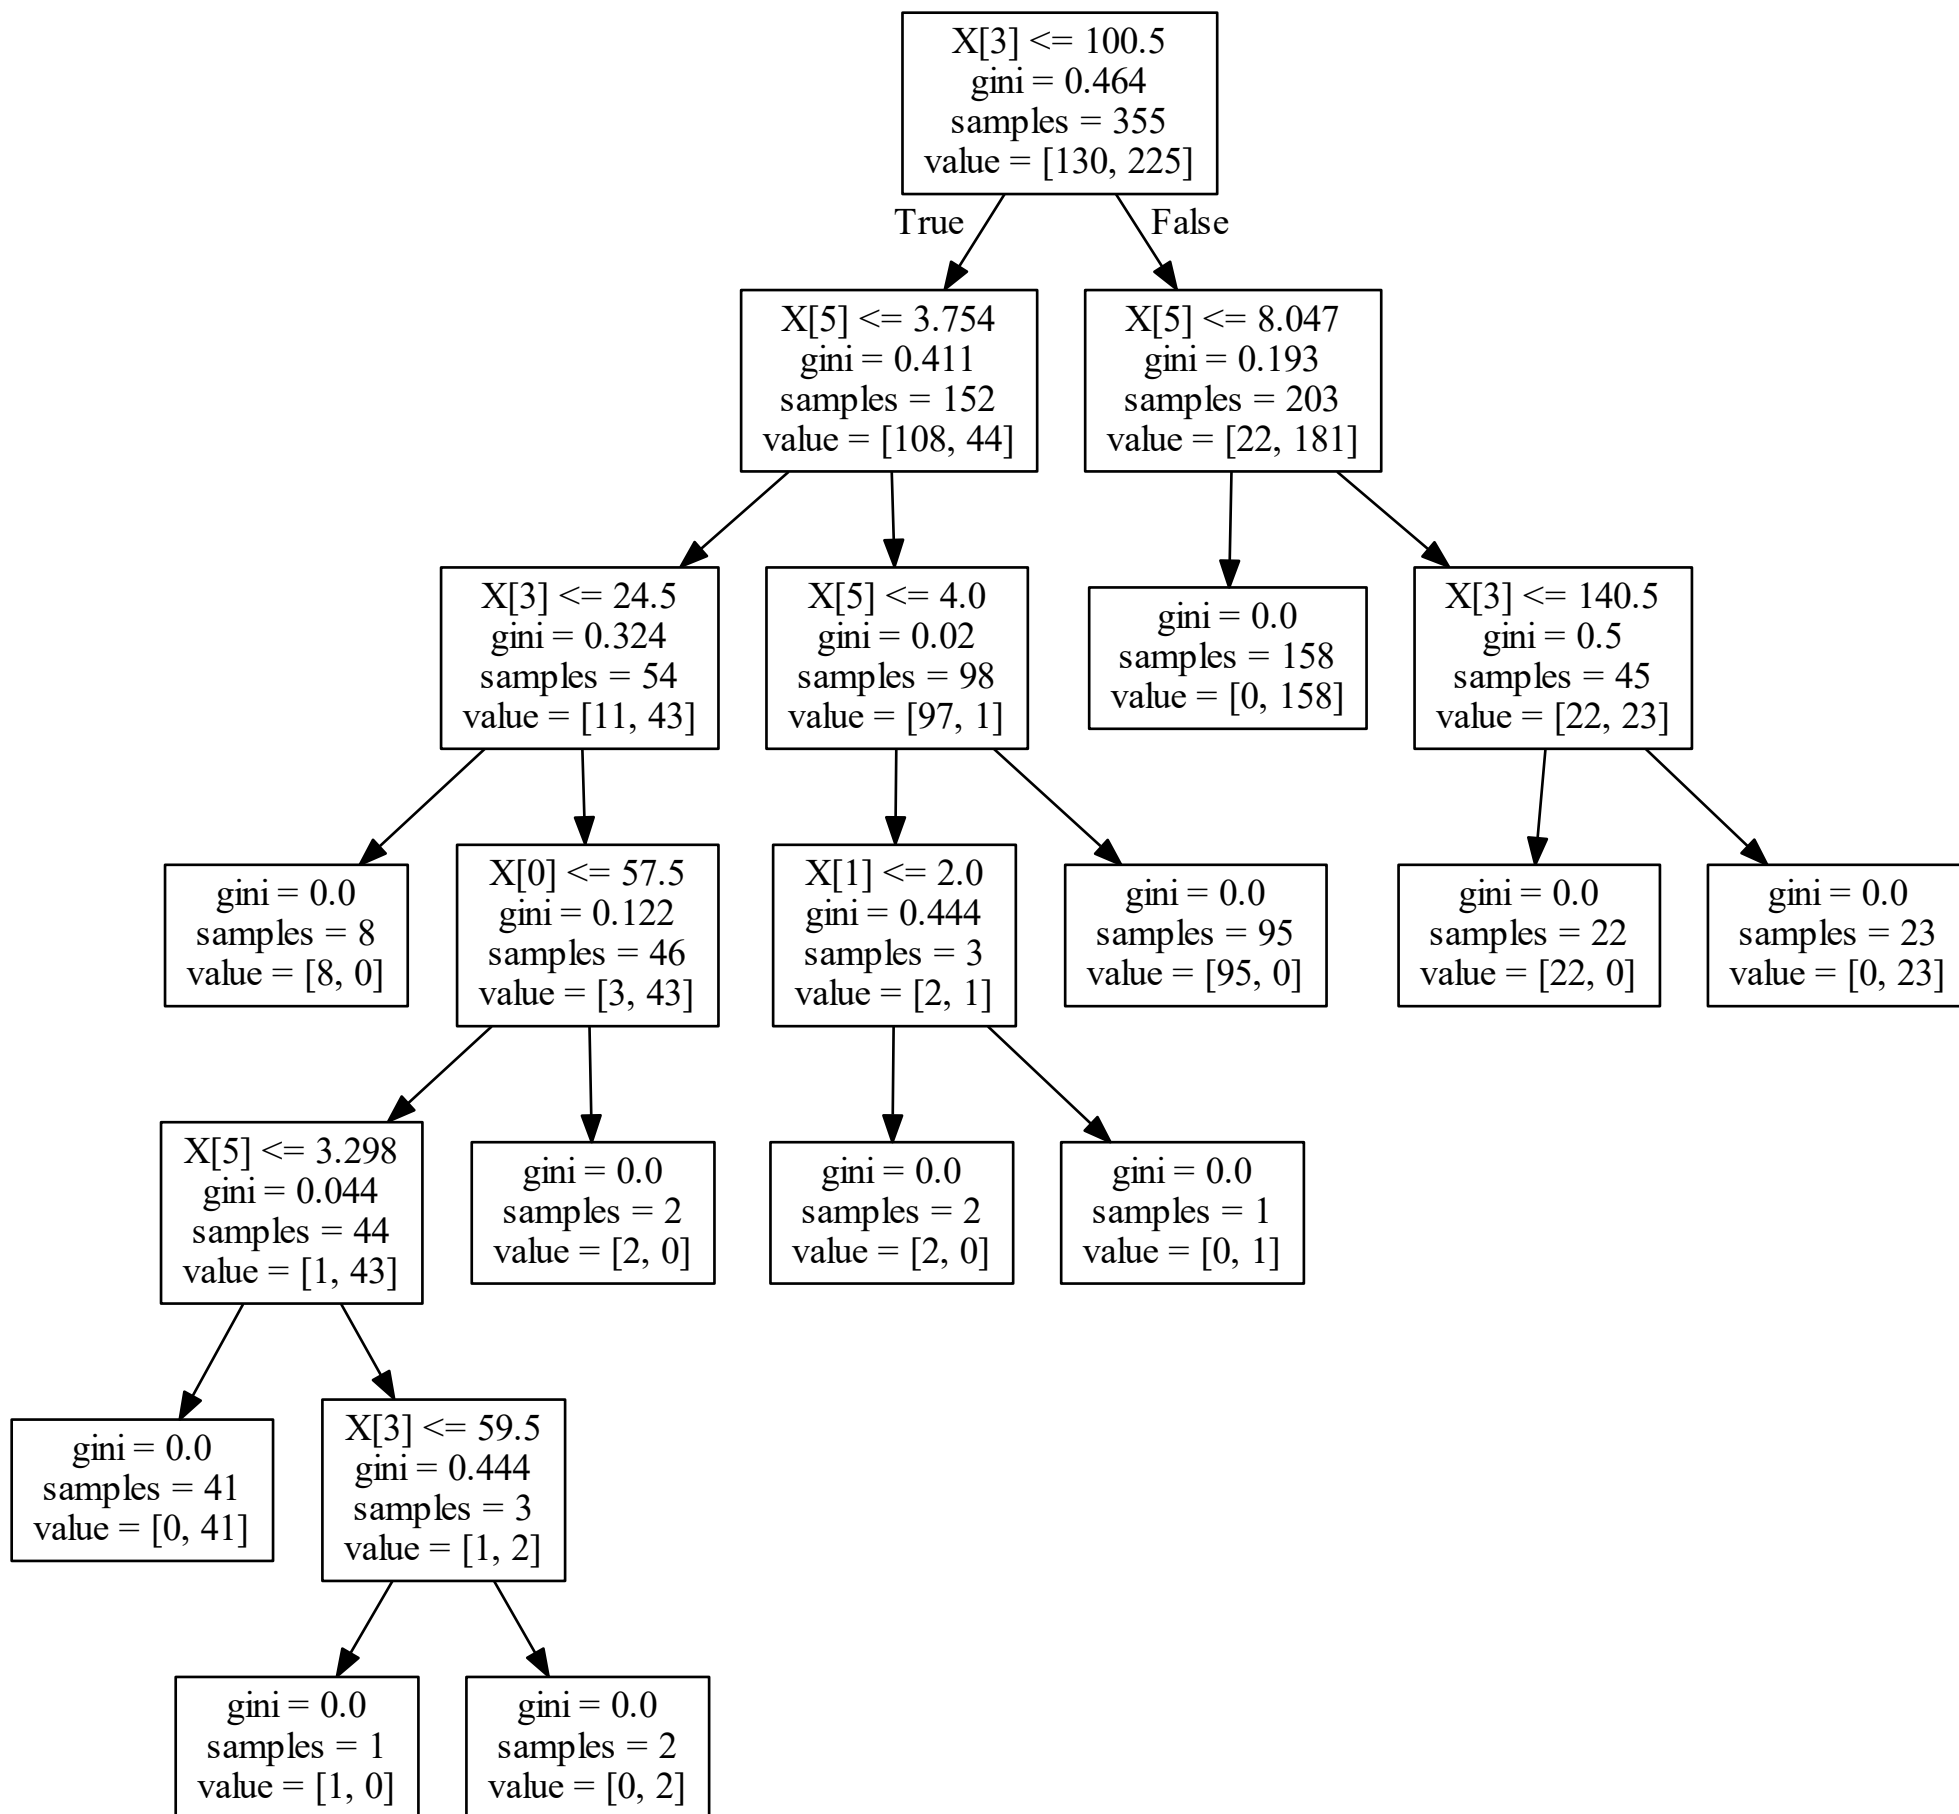 X[3] <= 100.5
gini = 0.464
samples = 355
value = [130, 225]
True
False
X[5] <= 3.754
gini = 0.411
samples = 152
value = [108, 44]
X[5] <= 8.047
gini = 0.193
samples = 203
value = [22, 181]
X[3] <= 24.5
gini = 0.324
samples = 54
value = [11, 43]
X[5] <= 4.0
gini = 0.02
samples = 98
value = [97, 1]
gini = 0.0
samples = 158
value = [0, 158]
X[3] <= 140.5
gini = 0.5
samples = 45
value = [22, 23]
gini = 0.0
samples = 8
value = [8, 0]
X[0] <= 57.5
gini = 0.122
samples = 46
value = [3, 43]
X[1] <= 2.0
gini = 0.444
samples = 3
value = [2, 1]
gini = 0.0
samples = 95
value = [95, 0]
gini = 0.0
samples = 22
value = [22, 0]
gini = 0.0
samples = 23
value = [0, 23]
X[5] <= 3.298
gini = 0.044
samples = 44
value = [1, 43]
gini = 0.0
samples = 2
value = [2, 0]
gini = 0.0
samples = 2
value = [2, 0]
gini = 0.0
samples = 1
value = [0, 1]
gini = 0.0
samples = 41
value = [0, 41]
X[3] <= 59.5
gini = 0.444
samples = 3
value = [1, 2]
gini = 0.0
samples = 1
value = [1, 0]
gini = 0.0
samples = 2
value = [0, 2]